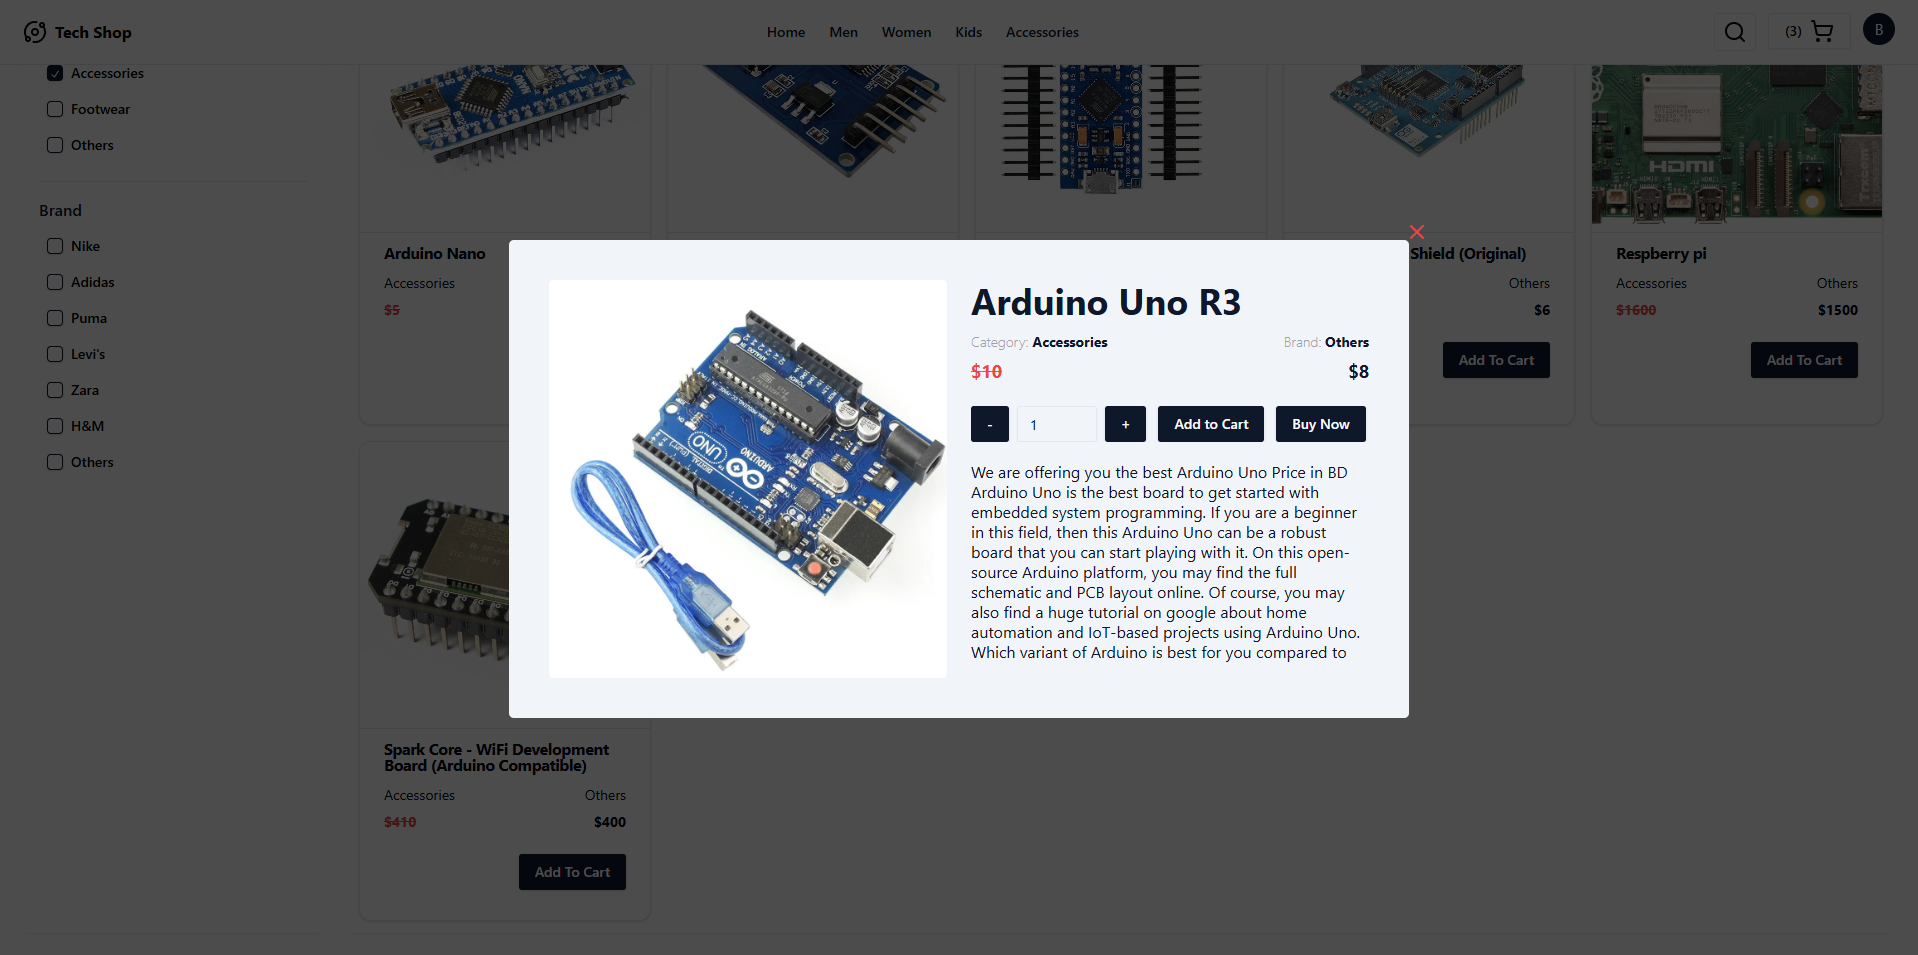 Tech Shop
Home Men Women Kids Accessories
(3)
B
Accessories
Footwear
Others
Brand
Nike
Adidas
Puma
Levi's
Zara
H&M
Others
HDMI
Arduino Nano
Accessories
$5
Shield (Original)
Others
$6
Add To Cart
Respberry pi
Accessories Others
$1600 $1500
Add To Cart
UNO
ARDUINO
Arduino Uno R3
Category: Accessories Brand: Others
$10 $8
- 1 + Add to Cart Buy Now
We are offering you the best Arduino Uno Price in BD
Arduino Uno is the best board to get started with
embedded system programming. If you are a beginner
in this field, then this Arduino Uno can be a robust
board that you can start playing with it. On this open-
source Arduino platform, you may find the full
schematic and PCB layout online. Of course, you may
also find a huge tutorial on google about home
automation and IoT-based projects using Arduino Uno.
Which variant of Arduino is best for you compared to
Spark Core - WiFi Development
Board (Arduino Compatible)
Accessories Others
$410 $400
Add To Cart